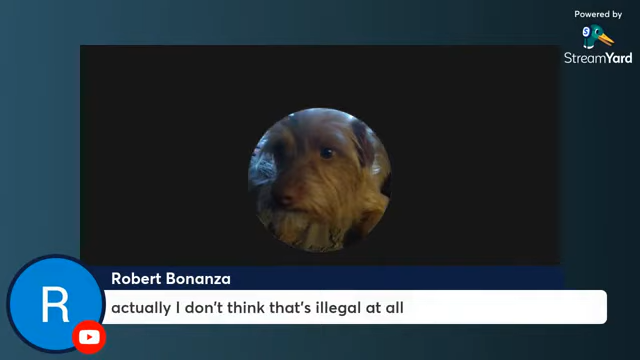 Powered by
StreamYard
Robert Bonanza
R
actually I don't think that's illegal at all